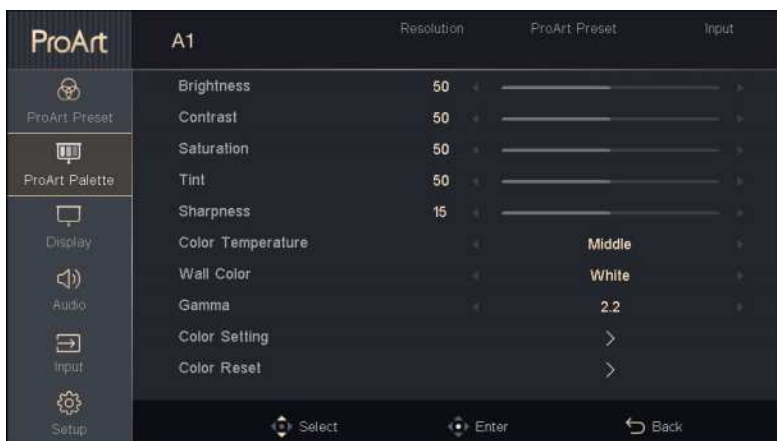 ProArt
A1
Resolution
ProArt Preset
Input
ProArt Preset
ProArt Palette
Display
Audio
Input
Setup
Brightness 50
Contrast 50
Saturation 50
Tint 50
Sharpness 15
Color Temperature Middle
Wall Color White
Gamma 2.2
Color Setting
Color Reset
Select Enter Back